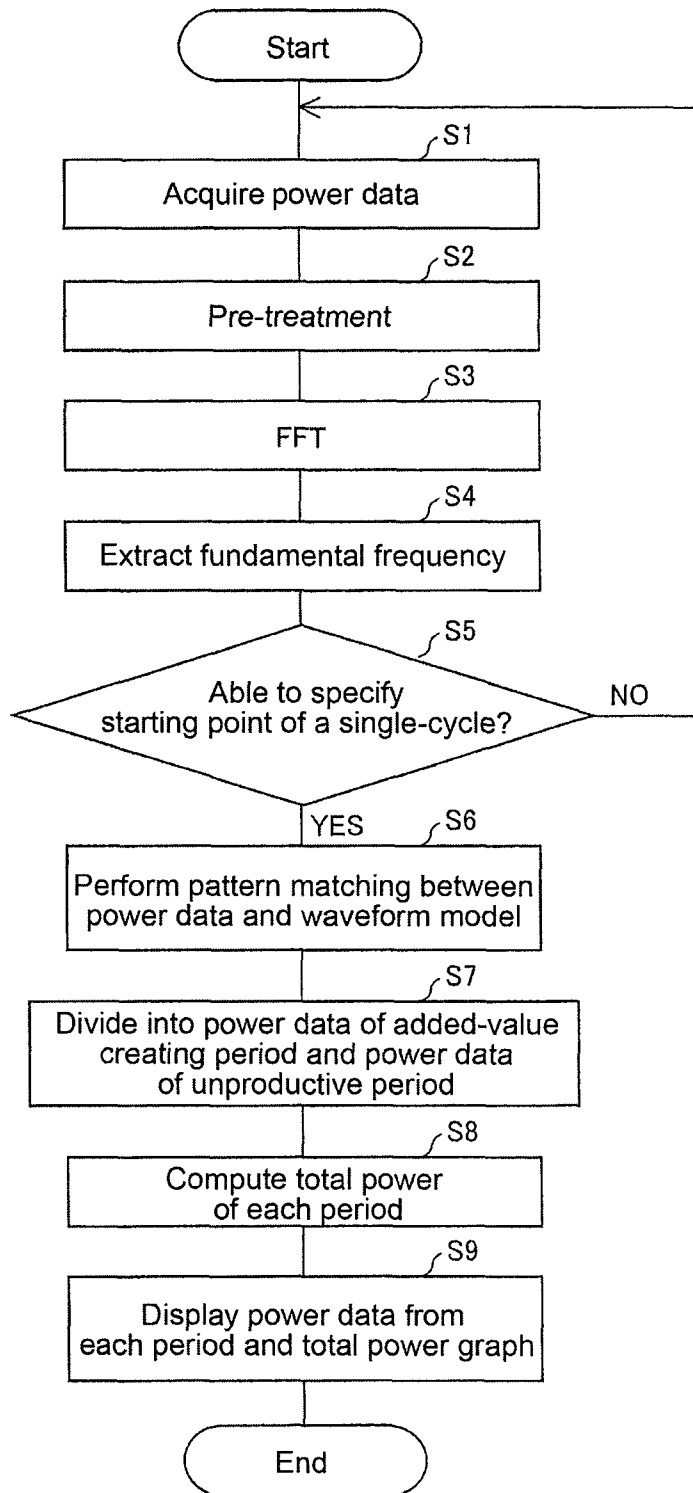 Start
S1
Acquire power data
S2
Pre-treatment
S3
FFT
S4
Extract fundamental frequency
S5
Able to specify
starting point of a single-cycle?
NO
YES
S6
Perform pattern matching between
power data and waveform model
S7
Divide into power data of added-value
creating period and power data
of unproductive period
S8
Compute total power
of each period
S9
Display power data from
each period and total power graph
End